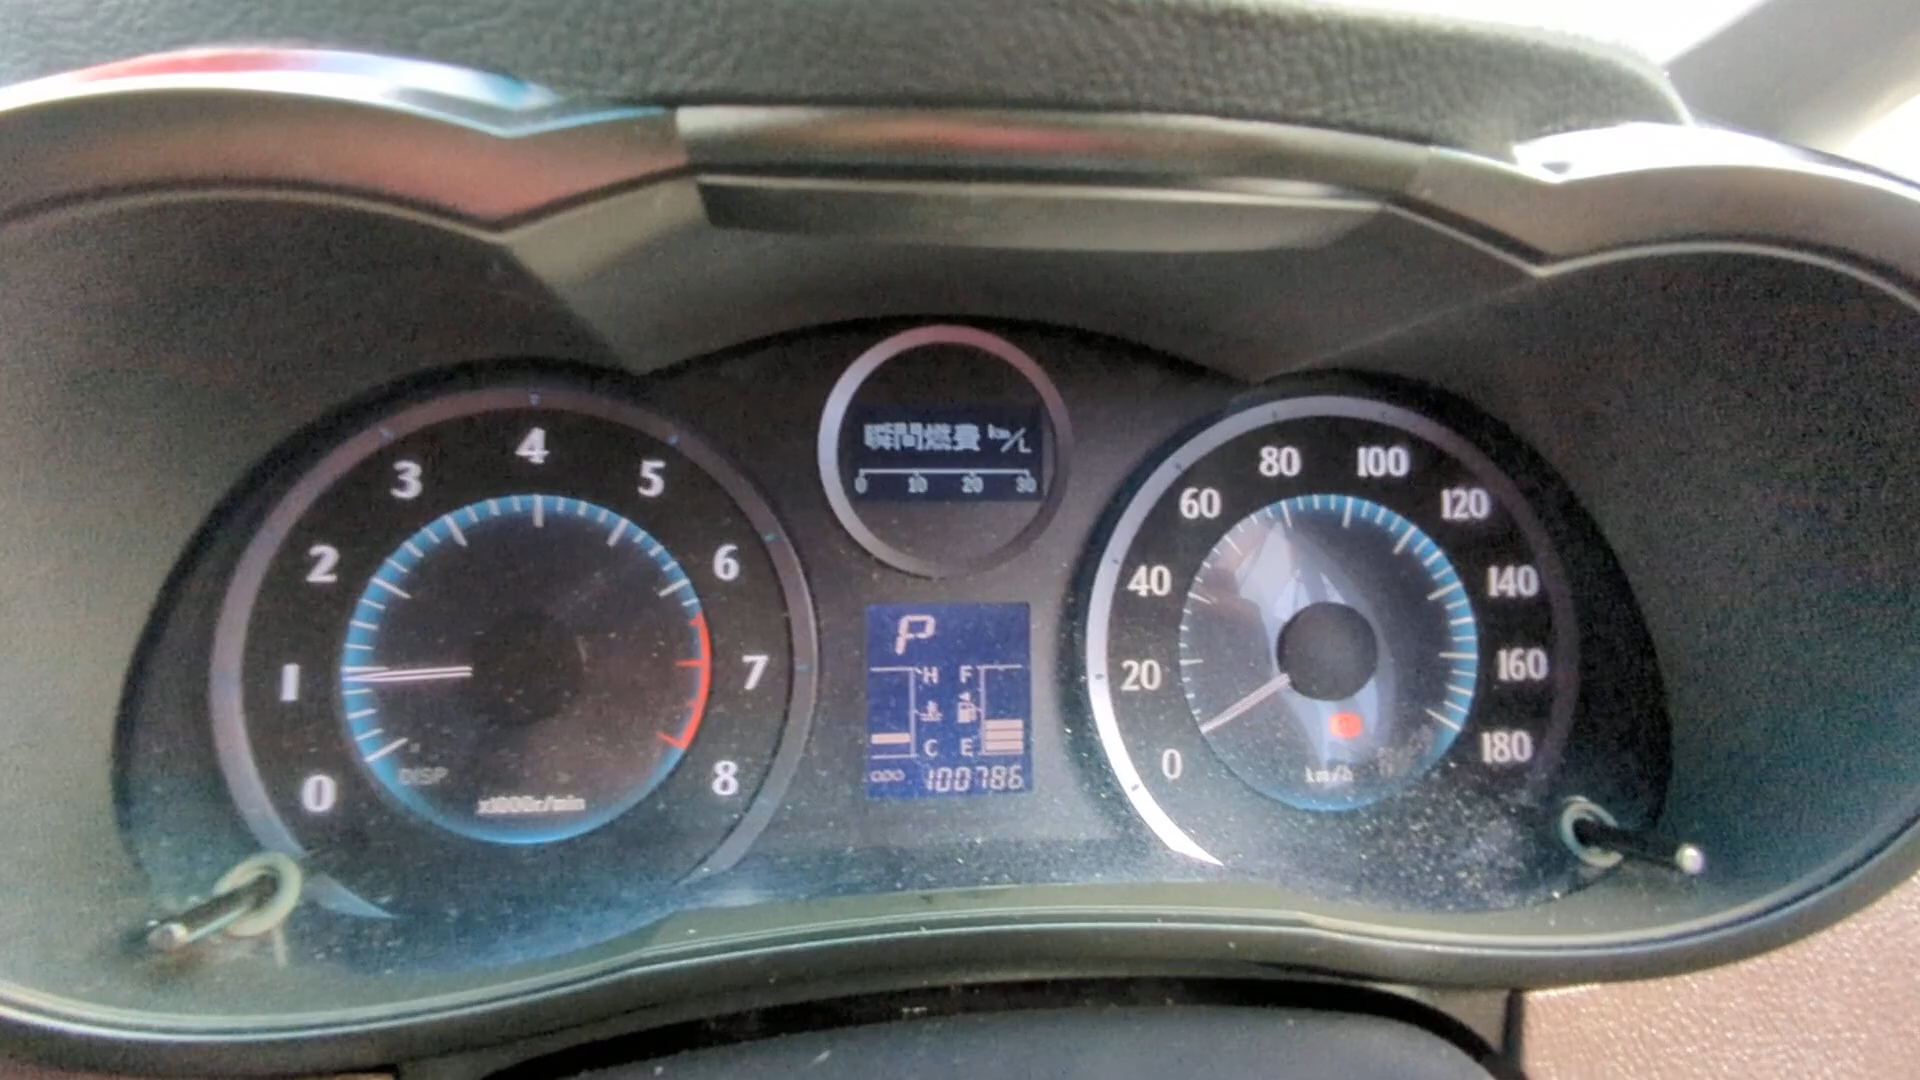 瞬間燃費 km/L
0 10 20 30
0 1 2 3 4 5 6 7 8
DISP
x1000r/min
P
H F
C E
ODO 100786
0 20 40 60 80 100 120 140 160 180
km/h